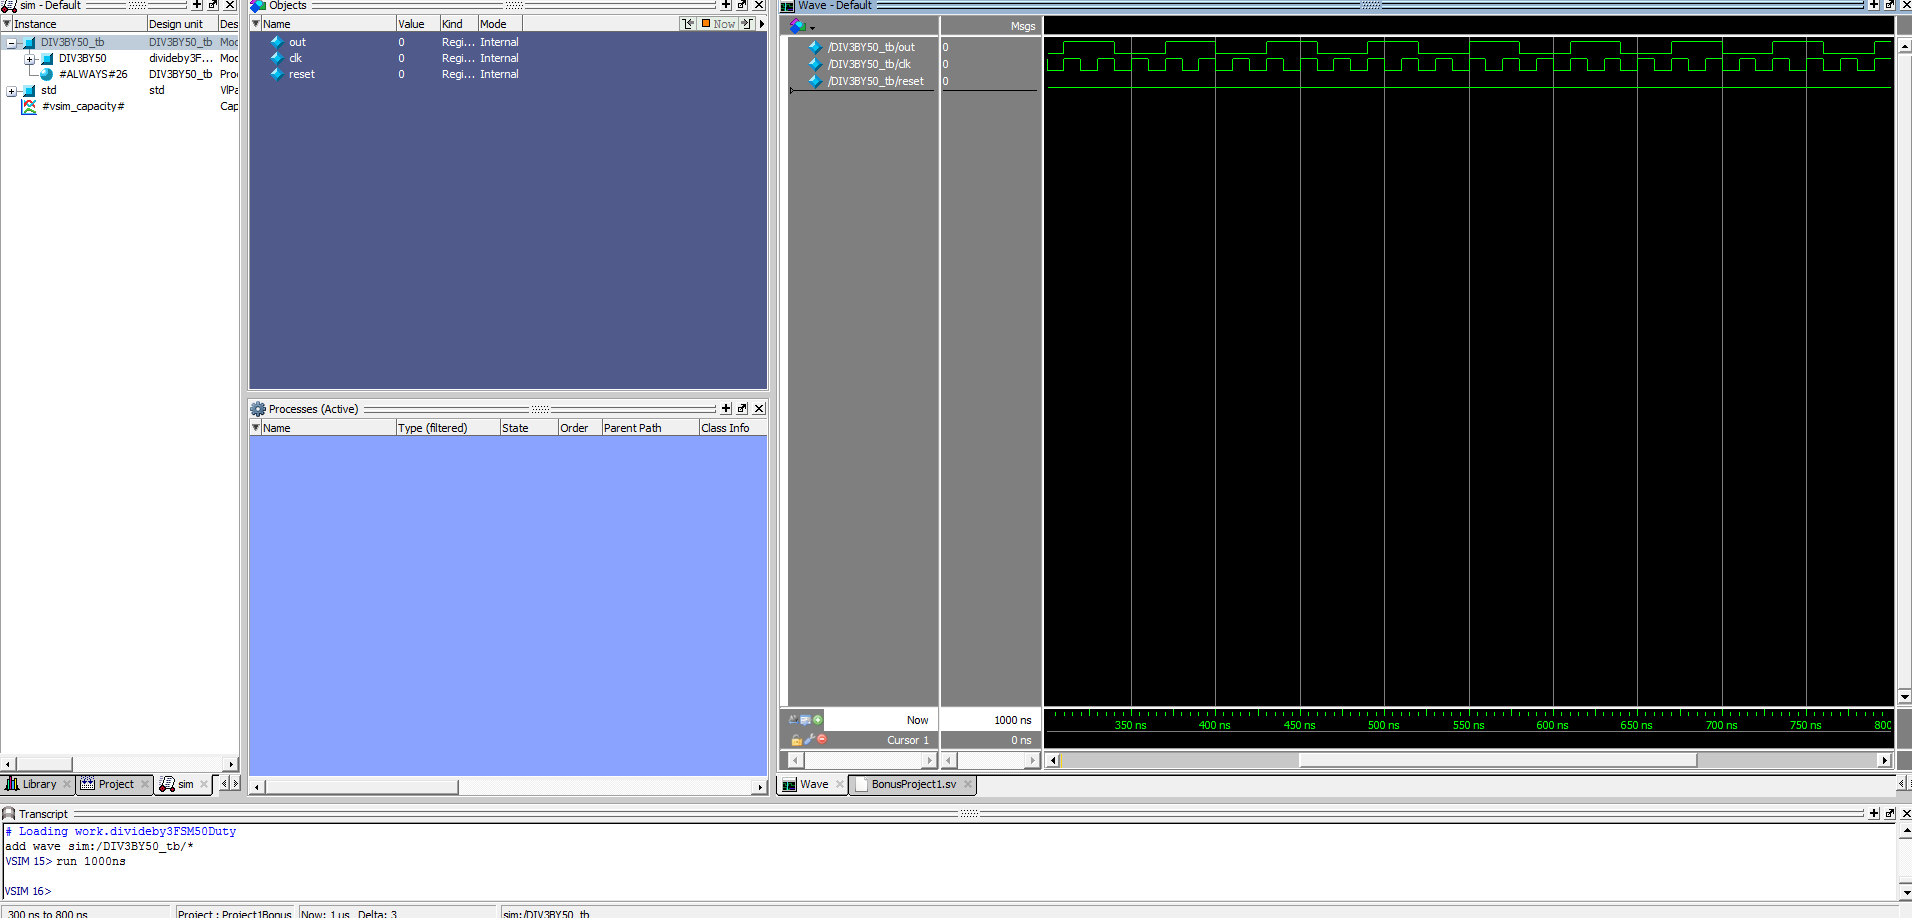 sim - Default
Instance Design unit Des
DIV3BY50_tb DIV3BY50_tb Moc
DIV3BY50 divideby3F... Moc
#ALWAYS#26 DIV3BY50_tb Pro
std std VlPa
#vsim_capacity# Cap
Library Project sim
Objects
Name Value Kind Mode Now
out 0 Regi... Internal
clk 0 Regi... Internal
reset 0 Regi... Internal
Processes (Active)
Name Type (filtered) State Order Parent Path Class Info
Wave - Default
Msgs
/DIV3BY50_tb/out 0
/DIV3BY50_tb/clk 0
/DIV3BY50_tb/reset 0
Now 1000 ns
Cursor 1 0 ns
350 ns 400 ns 450 ns 500 ns 550 ns 600 ns 650 ns 700 ns 750 ns 800
Wave BonusProject1.sv
Transcript
# Loading work.divideby3FSM50Duty
add wave sim:/DIV3BY50_tb/*
VSIM 15> run 1000ns
VSIM 16>
300 ns to 800 ns Project : Project1Bonus Now: 1 us Delta: 3 sim:/DIV3BY50_tb